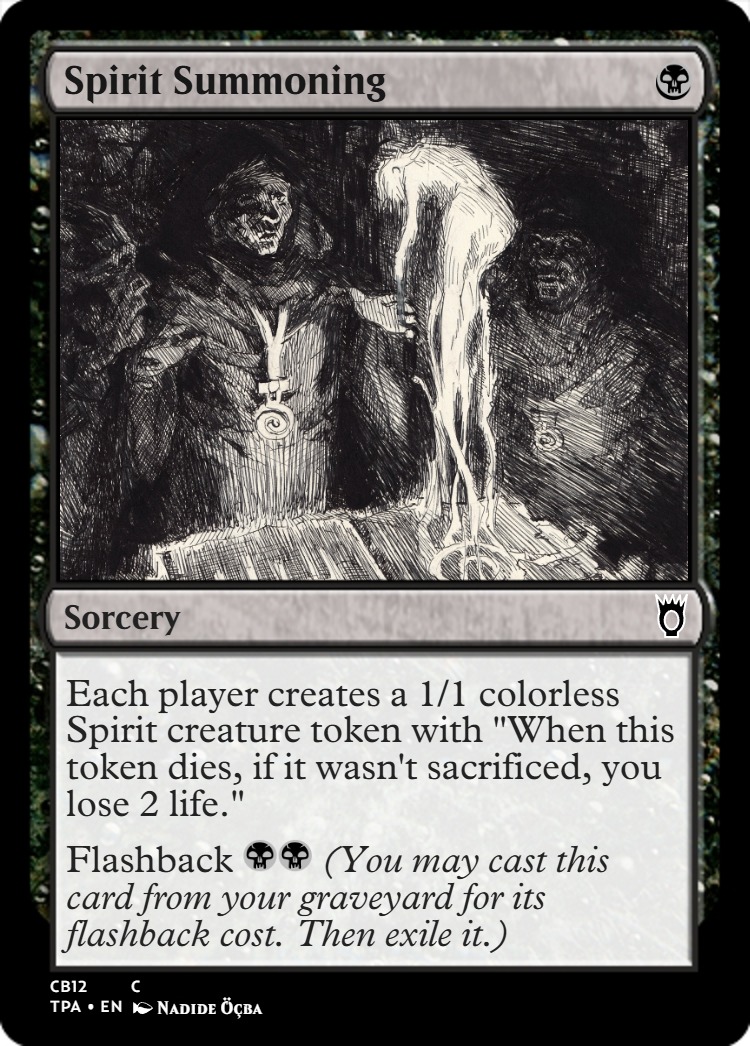 Spirit Summoning
Sorcery
Each player creates a 1/1 colorless
Spirit creature token with "When this
token dies, if it wasn't sacrificed, you
lose 2 life."
Flashback (You may cast this
card from your graveyard for its
flashback cost. Then exile it.)
CB12 C
TPA • EN NADIDE ÖÇBA